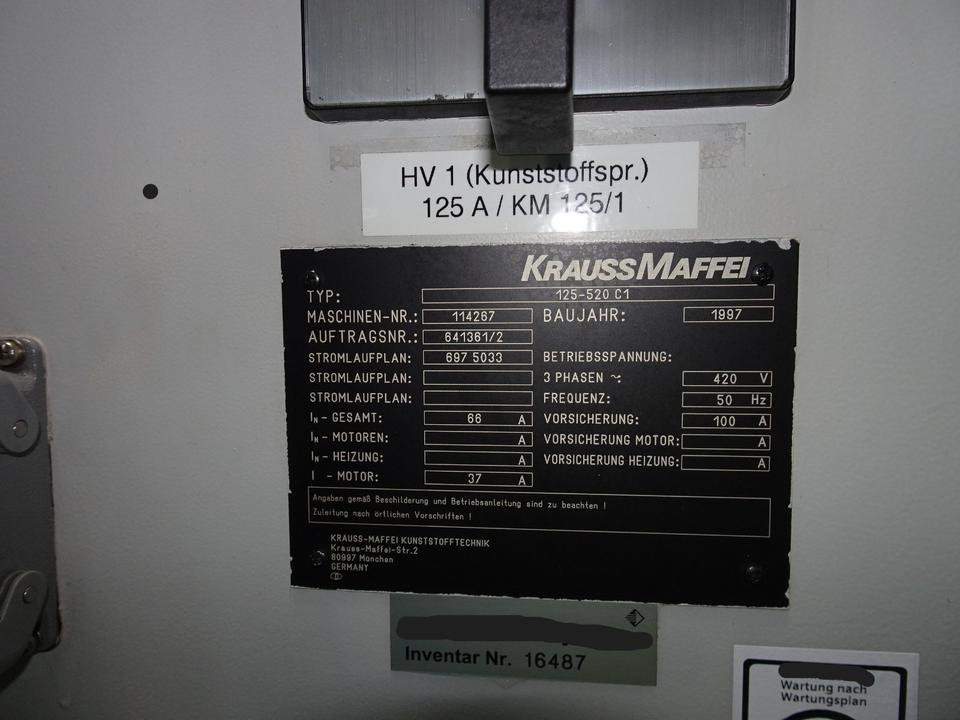 HV 1 (Kunststoffspr.)
125 A / KM 125/1
KRAUSS MAFFEI
TYP: 125-520 C1
MASCHINEN-NR.: 114267 BAUJAHR: 1997
AUFTRAGSNR.: 641361/2
STROMLAUFPLAN: 697 5033 BETRIEBSSPANNUNG:
STROMLAUFPLAN: 3 PHASEN ~: 420 V
STROMLAUFPLAN: FREQUENZ: 50 Hz
IN - GESAMT: 66 A VORSICHERUNG: 100 A
IN - MOTOREN: A VORSICHERUNG MOTOR: A
IN - HEIZUNG: A VORSICHERUNG HEIZUNG: A
I - MOTOR: 37 A
Angaben gemäß Beschilderung und Betriebsanleitung sind zu beachten !
Zuleitung nach örtlichen Vorschriften !
KRAUSS-MAFFEI KUNSTSTOFFTECHNIK
Krauss-Maffei-Str.2
80997 München
GERMANY
Inventar Nr. 16487
Wartung nach
Wartungsplan